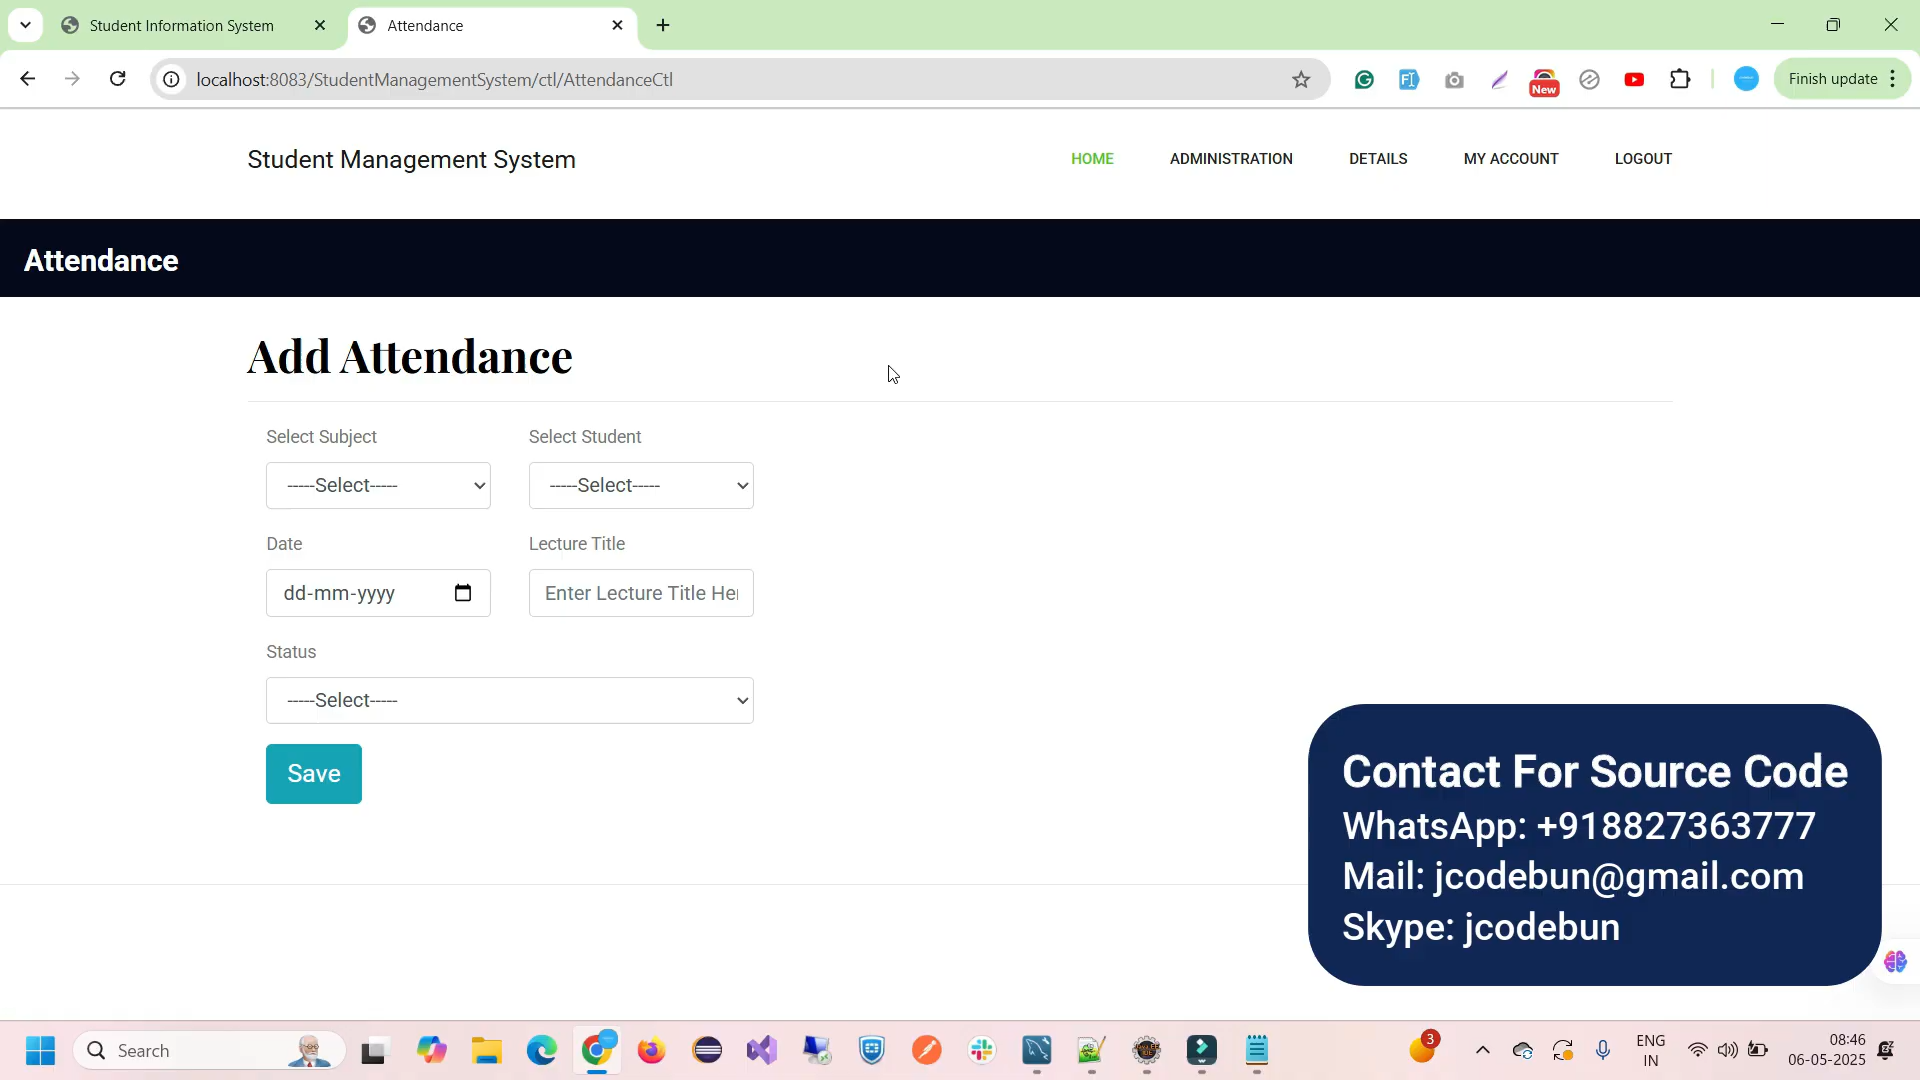 Student Information System
Attendance
localhost:8083/StudentManagementSystem/ctl/AttendanceCtl
New
Finish update
Student Management System
HOME
ADMINISTRATION
DETAILS
MY ACCOUNT
LOGOUT
Attendance
Add Attendance
Select Subject
Select Student
-----Select-----
-----Select-----
Date
Lecture Title
dd-mm-yyyy
Enter Lecture Title Her
Status
-----Select-----
Save
Contact For Source Code
WhatsApp: +918827363777
Mail: jcodebun@gmail.com
Skype: jcodebun
Search
3
ENG
IN
08:46
06-05-2025